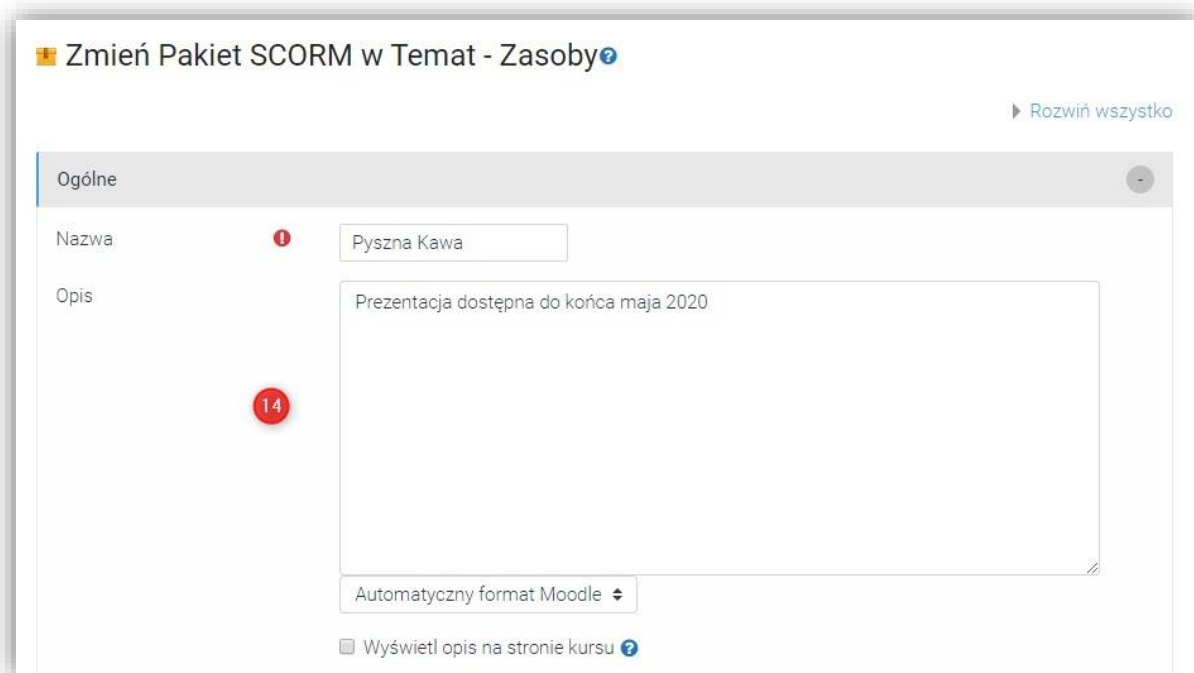 Zmień Pakiet SCORM w Temat - Zasoby
Rozwiń wszystko
Ogólne
Nazwa
Pyszna Kawa
Opis
Prezentacja dostępna do końca maja 2020
14
Automatyczny format Moodle
Wyświetl opis na stronie kursu